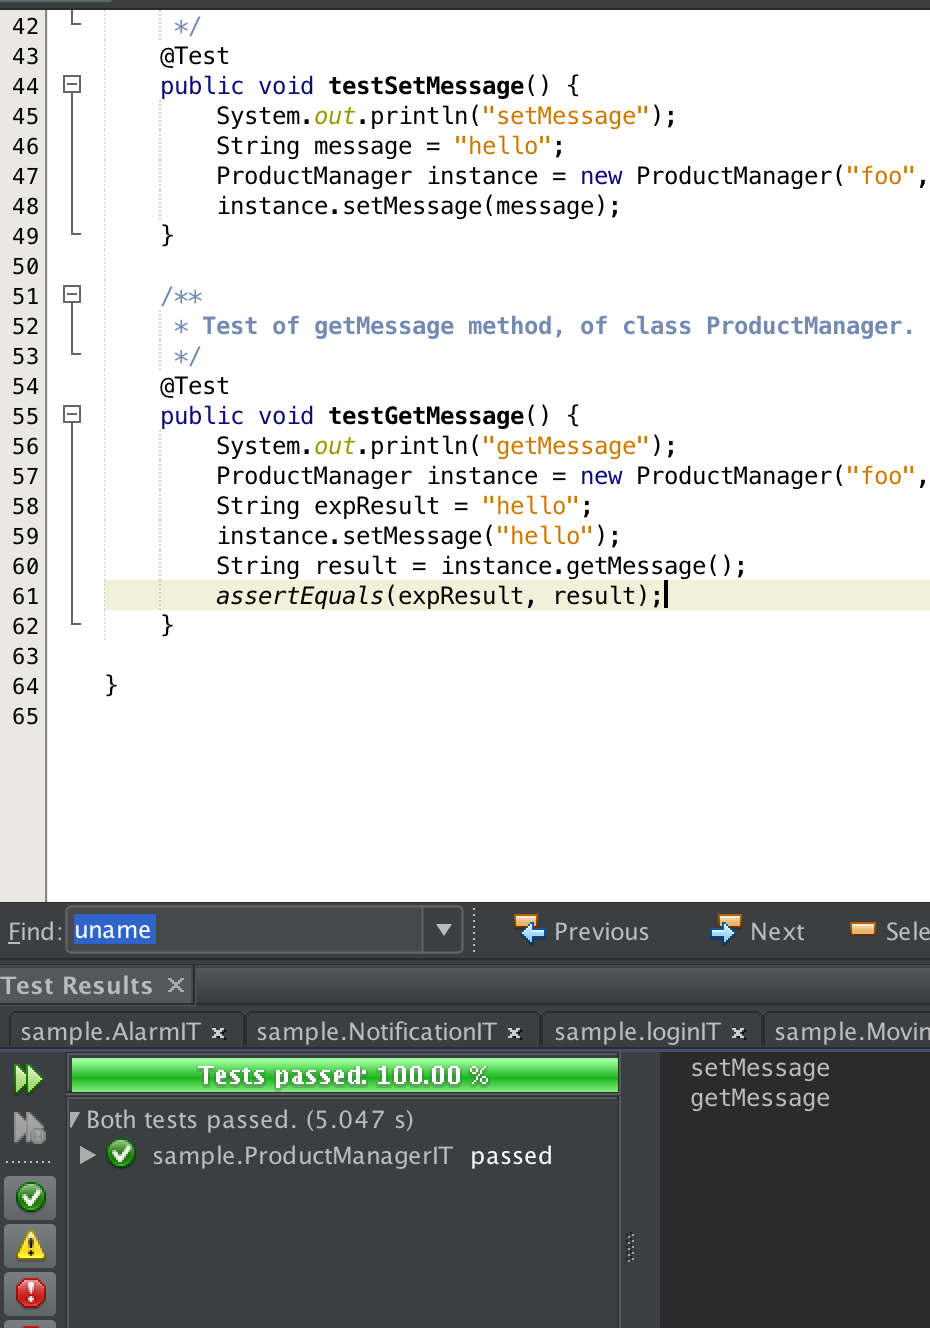 42 */
43 @Test
44 public void testSetMessage() {
45 System.out.println("setMessage");
46 String message = "hello";
47 ProductManager instance = new ProductManager("foo",
48 instance.setMessage(message);
49 }
50
51 /**
52 * Test of getMessage method, of class ProductManager.
53 */
54 @Test
55 public void testGetMessage() {
56 System.out.println("getMessage");
57 ProductManager instance = new ProductManager("foo",
58 String expResult = "hello";
59 instance.setMessage("hello");
60 String result = instance.getMessage();
61 assertEquals(expResult, result);
62 }
63
64 }
65
Find: uname Previous Next Sele
Test Results
sample.AlarmIT sample.NotificationIT sample.loginIT sample.Movin
Tests passed: 100.00 %
Both tests passed. (5.047 s)
sample.ProductManagerIT passed
setMessage
getMessage